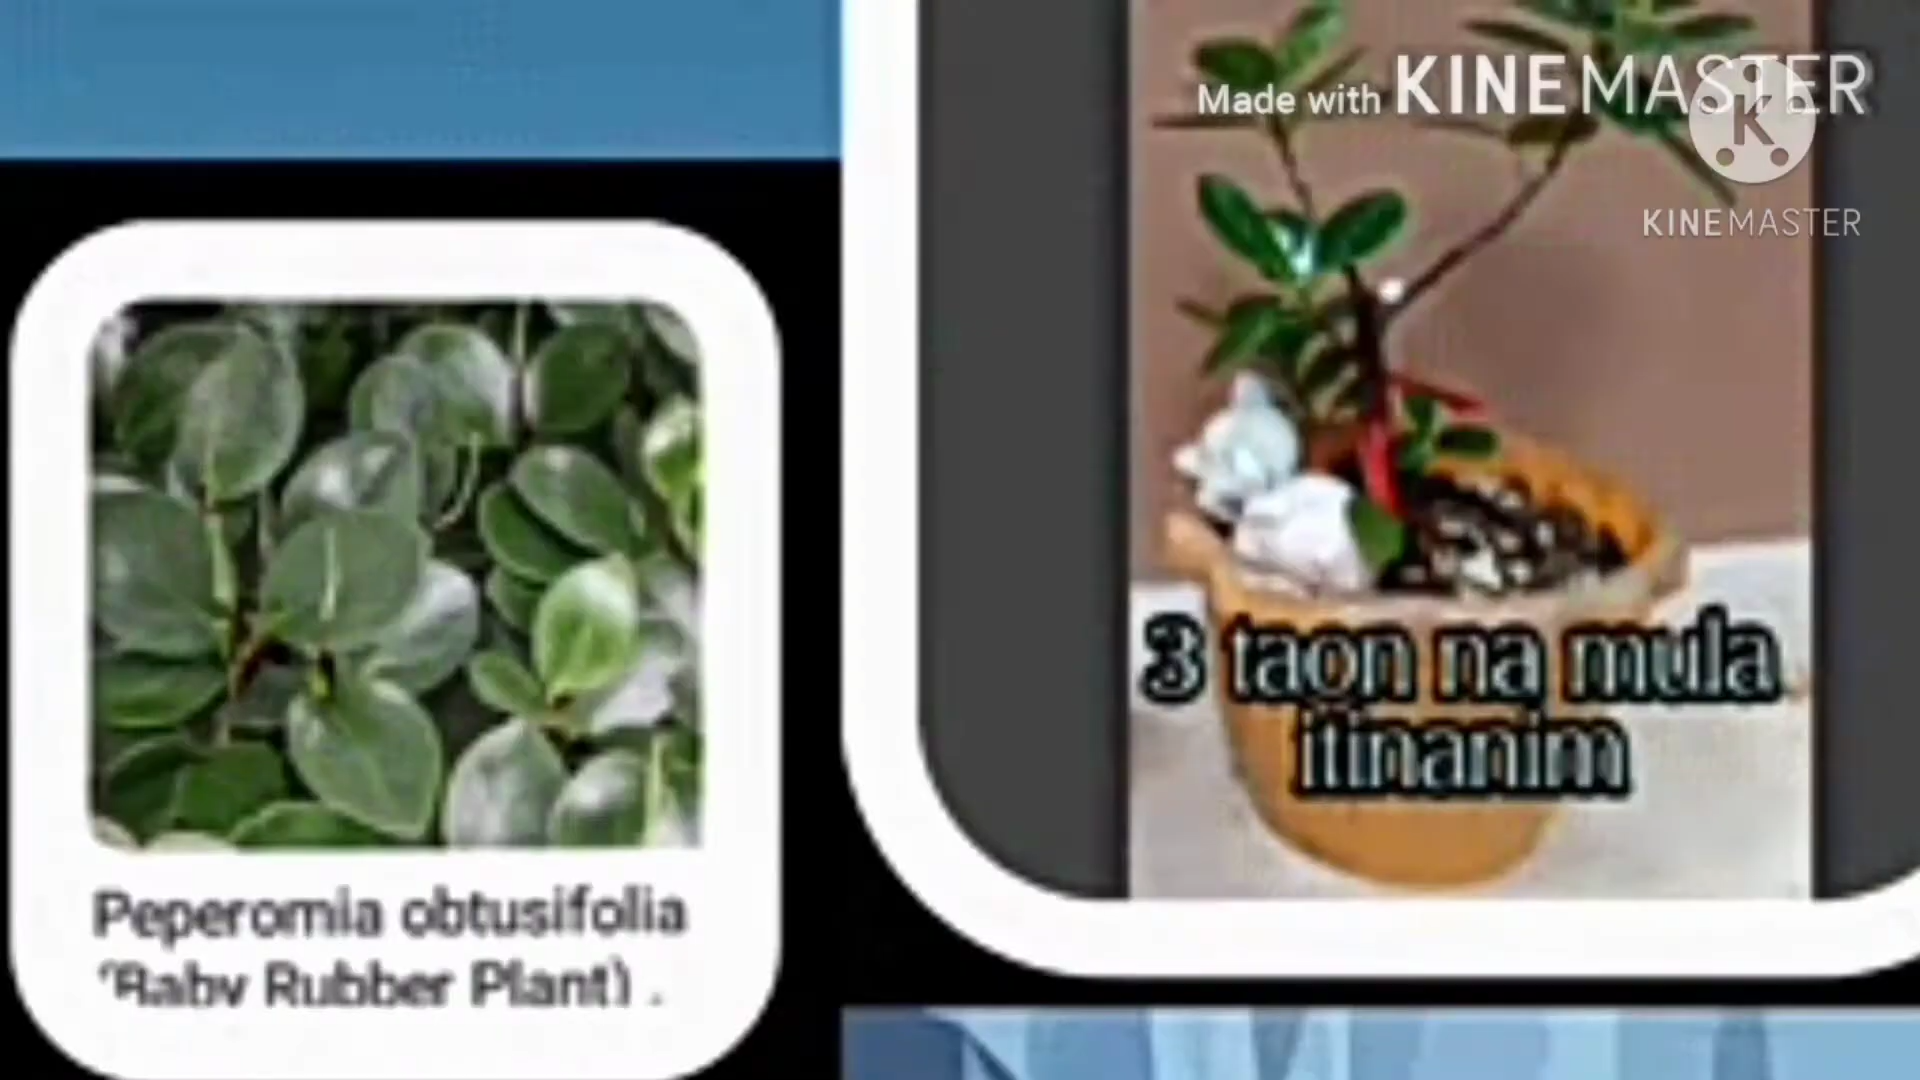 Made with KINEMASTER
K
KINEMASTER
3 taon na mula
itinanim
Peperomia obtusifolia
(Baby Rubber Plant) .